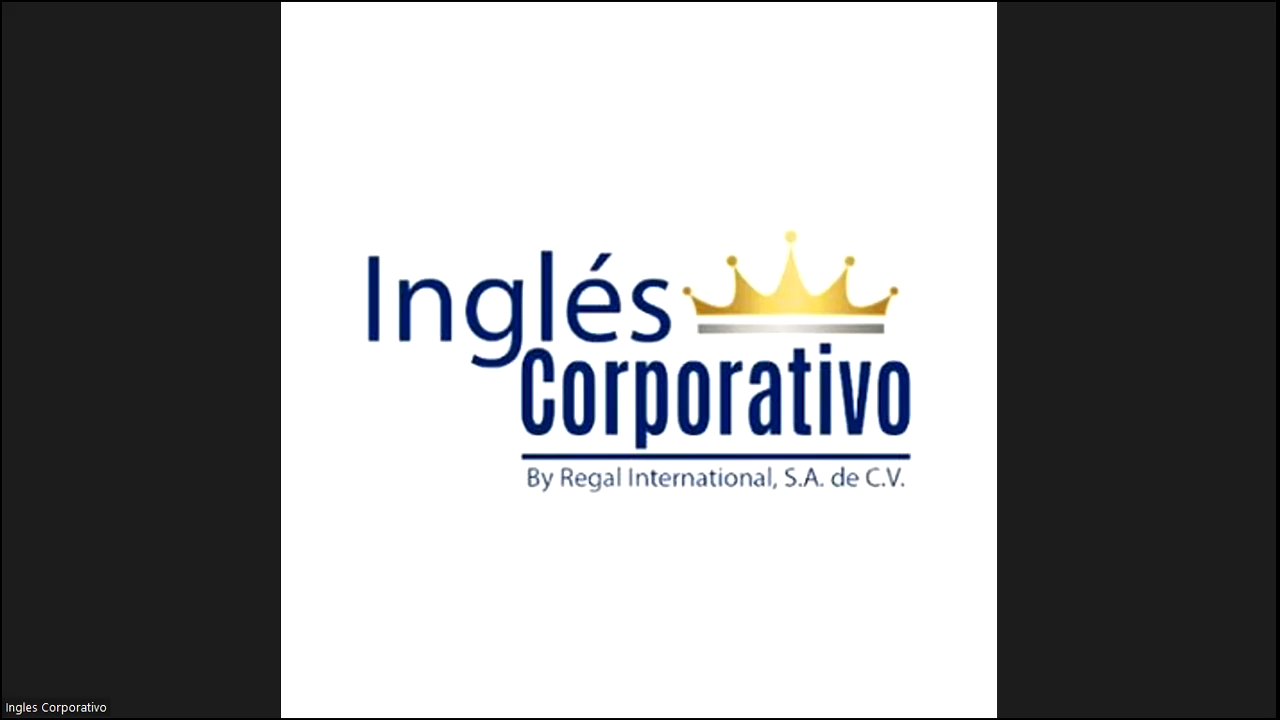 Inglés
Corporativo
By Regal International, S.A. de C.V.
Ingles Corporativo